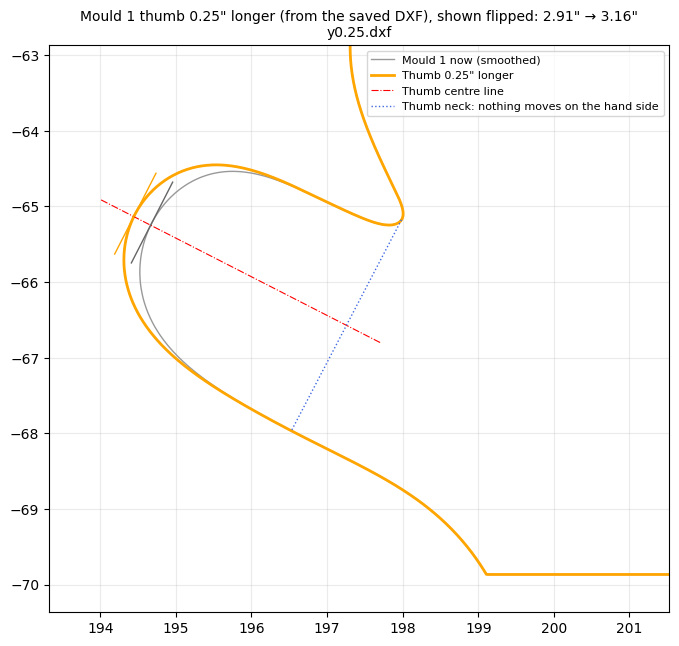 Mould 1 thumb 0.25" longer (from the saved DXF), shown flipped: 2.91" → 3.16"
y0.25.dxf
Mould 1 now (smoothed)
Thumb 0.25" longer
Thumb centre line
Thumb neck: nothing moves on the hand side
−63
−64
−65
−66
−67
−68
−69
−70
194 195 196 197 198 199 200 201